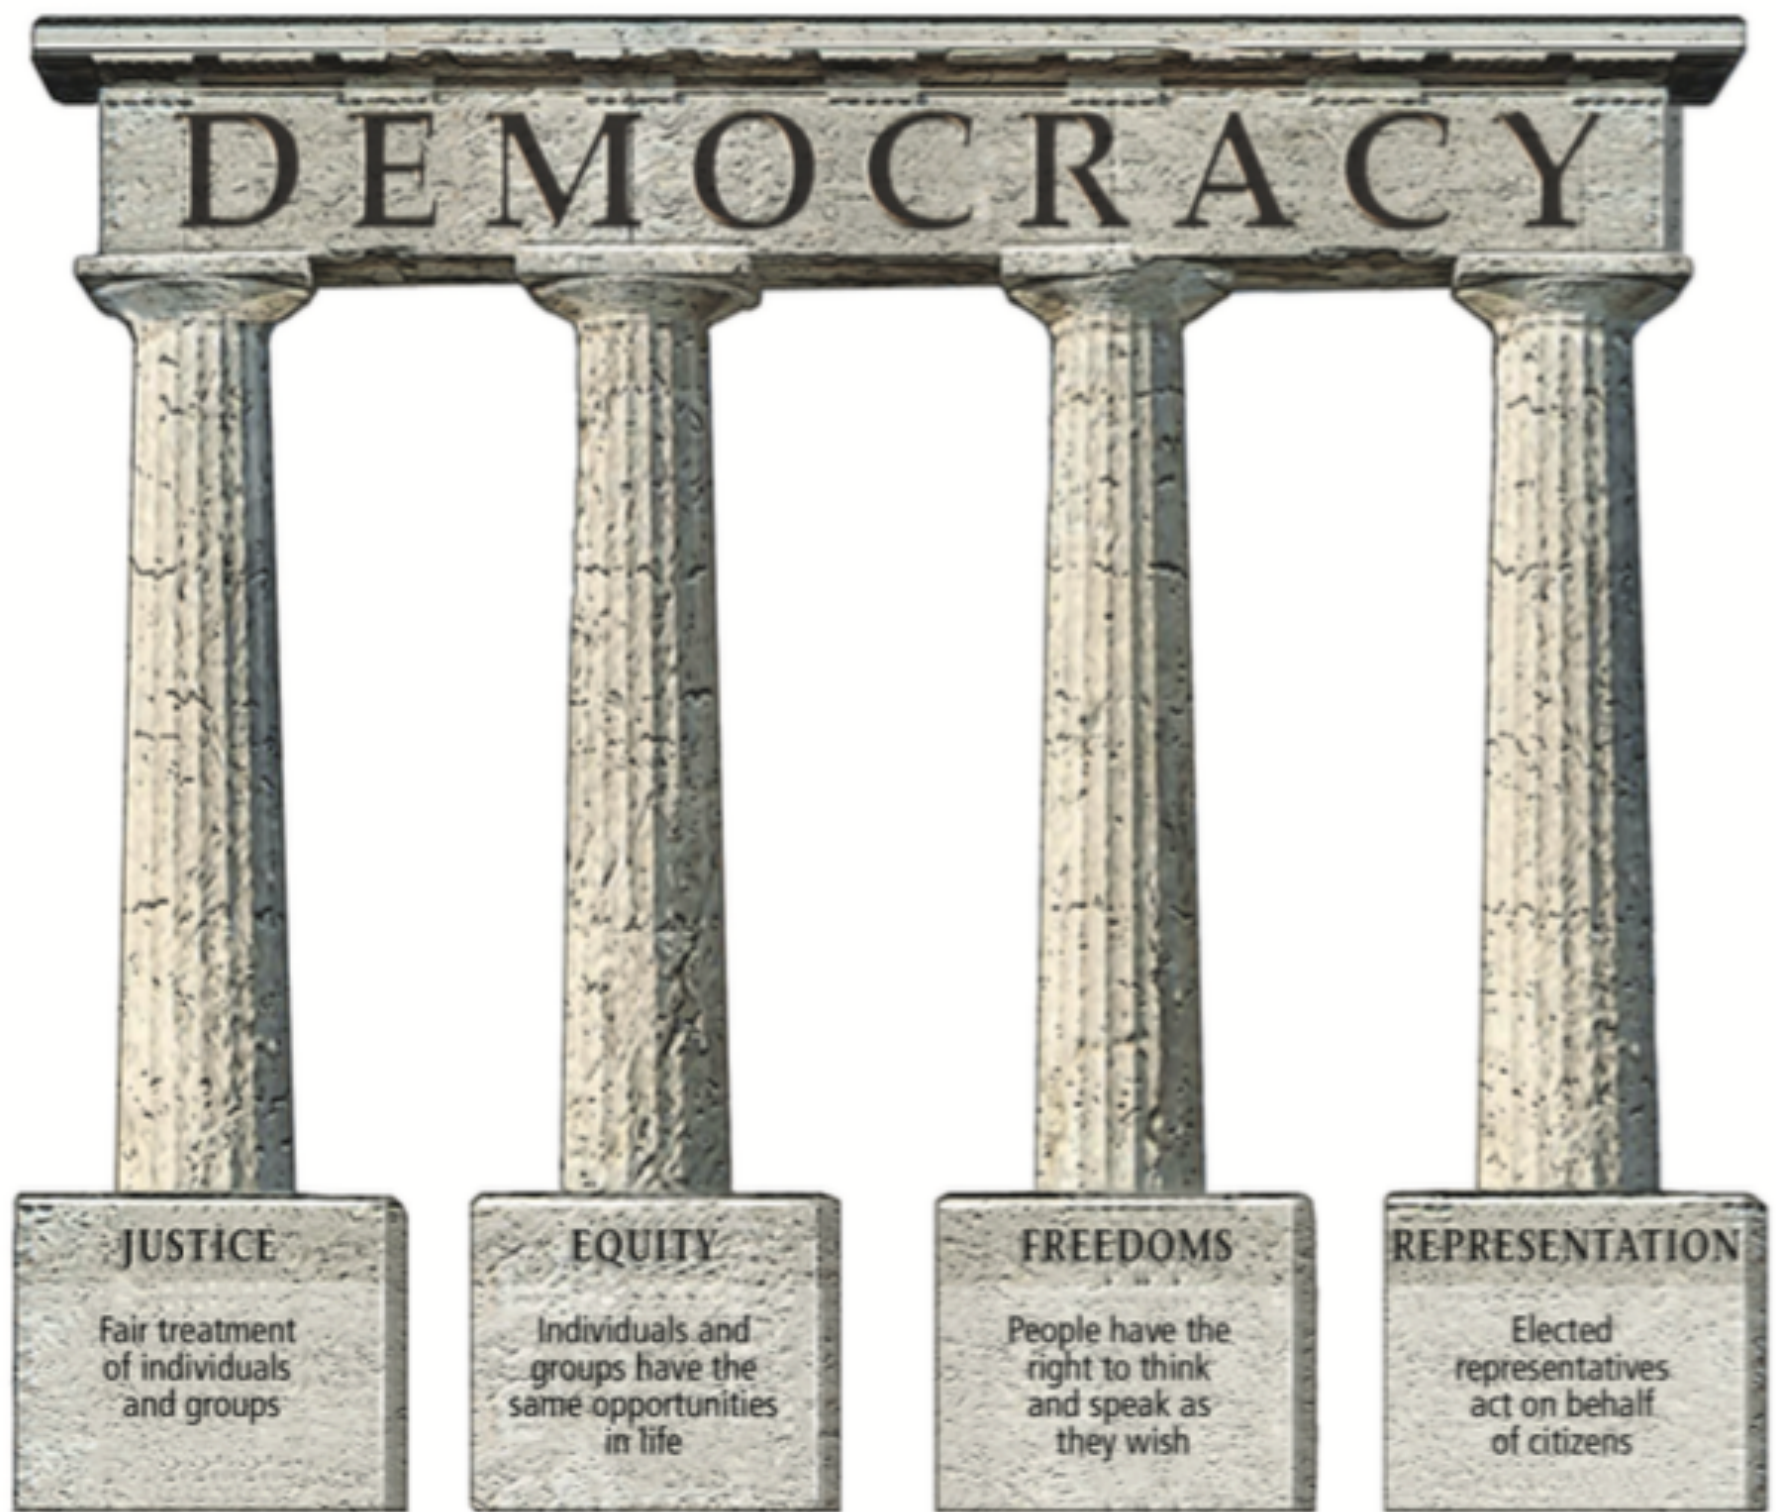 DEMOCRACY
JUSTICE
Fair treatment
of individuals
and groups
EQUITY
Individuals and
groups have the
same opportunities
in life
FREEDOMS
People have the
right to think
and speak as
they wish
REPRESENTATION
Elected
representatives
act on behalf
of citizens